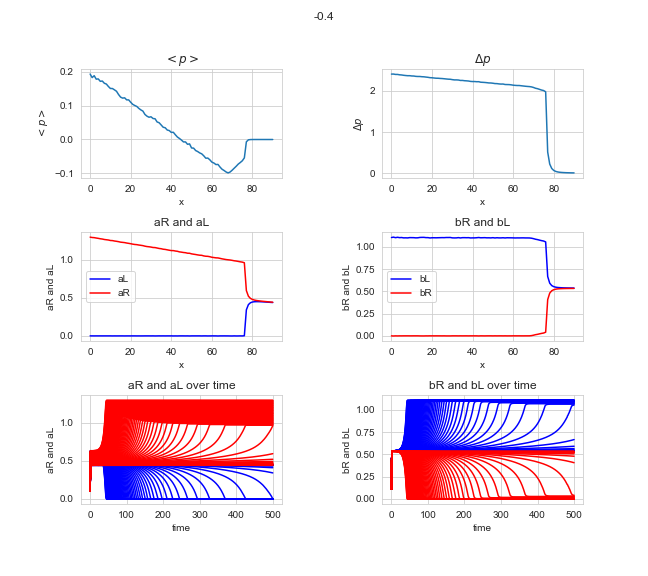 -0.4
< p >
Δp
0.2
0.1
0.0
-0.1
< p >
0 20 40 60 80
x
2
1
0
Δp
0 20 40 60 80
x
aR and aL
bR and bL
1.0
0.5
0.0
aR and aL
aL
aR
0 20 40 60 80
x
1.00
0.75
0.50
0.25
0.00
bR and bL
bL
bR
0 20 40 60 80
x
aR and aL over time
bR and bL over time
1.0
0.5
0.0
aR and aL
0 100 200 300 400 500
time
1.00
0.75
0.50
0.25
0.00
bR and bL
0 100 200 300 400 500
time